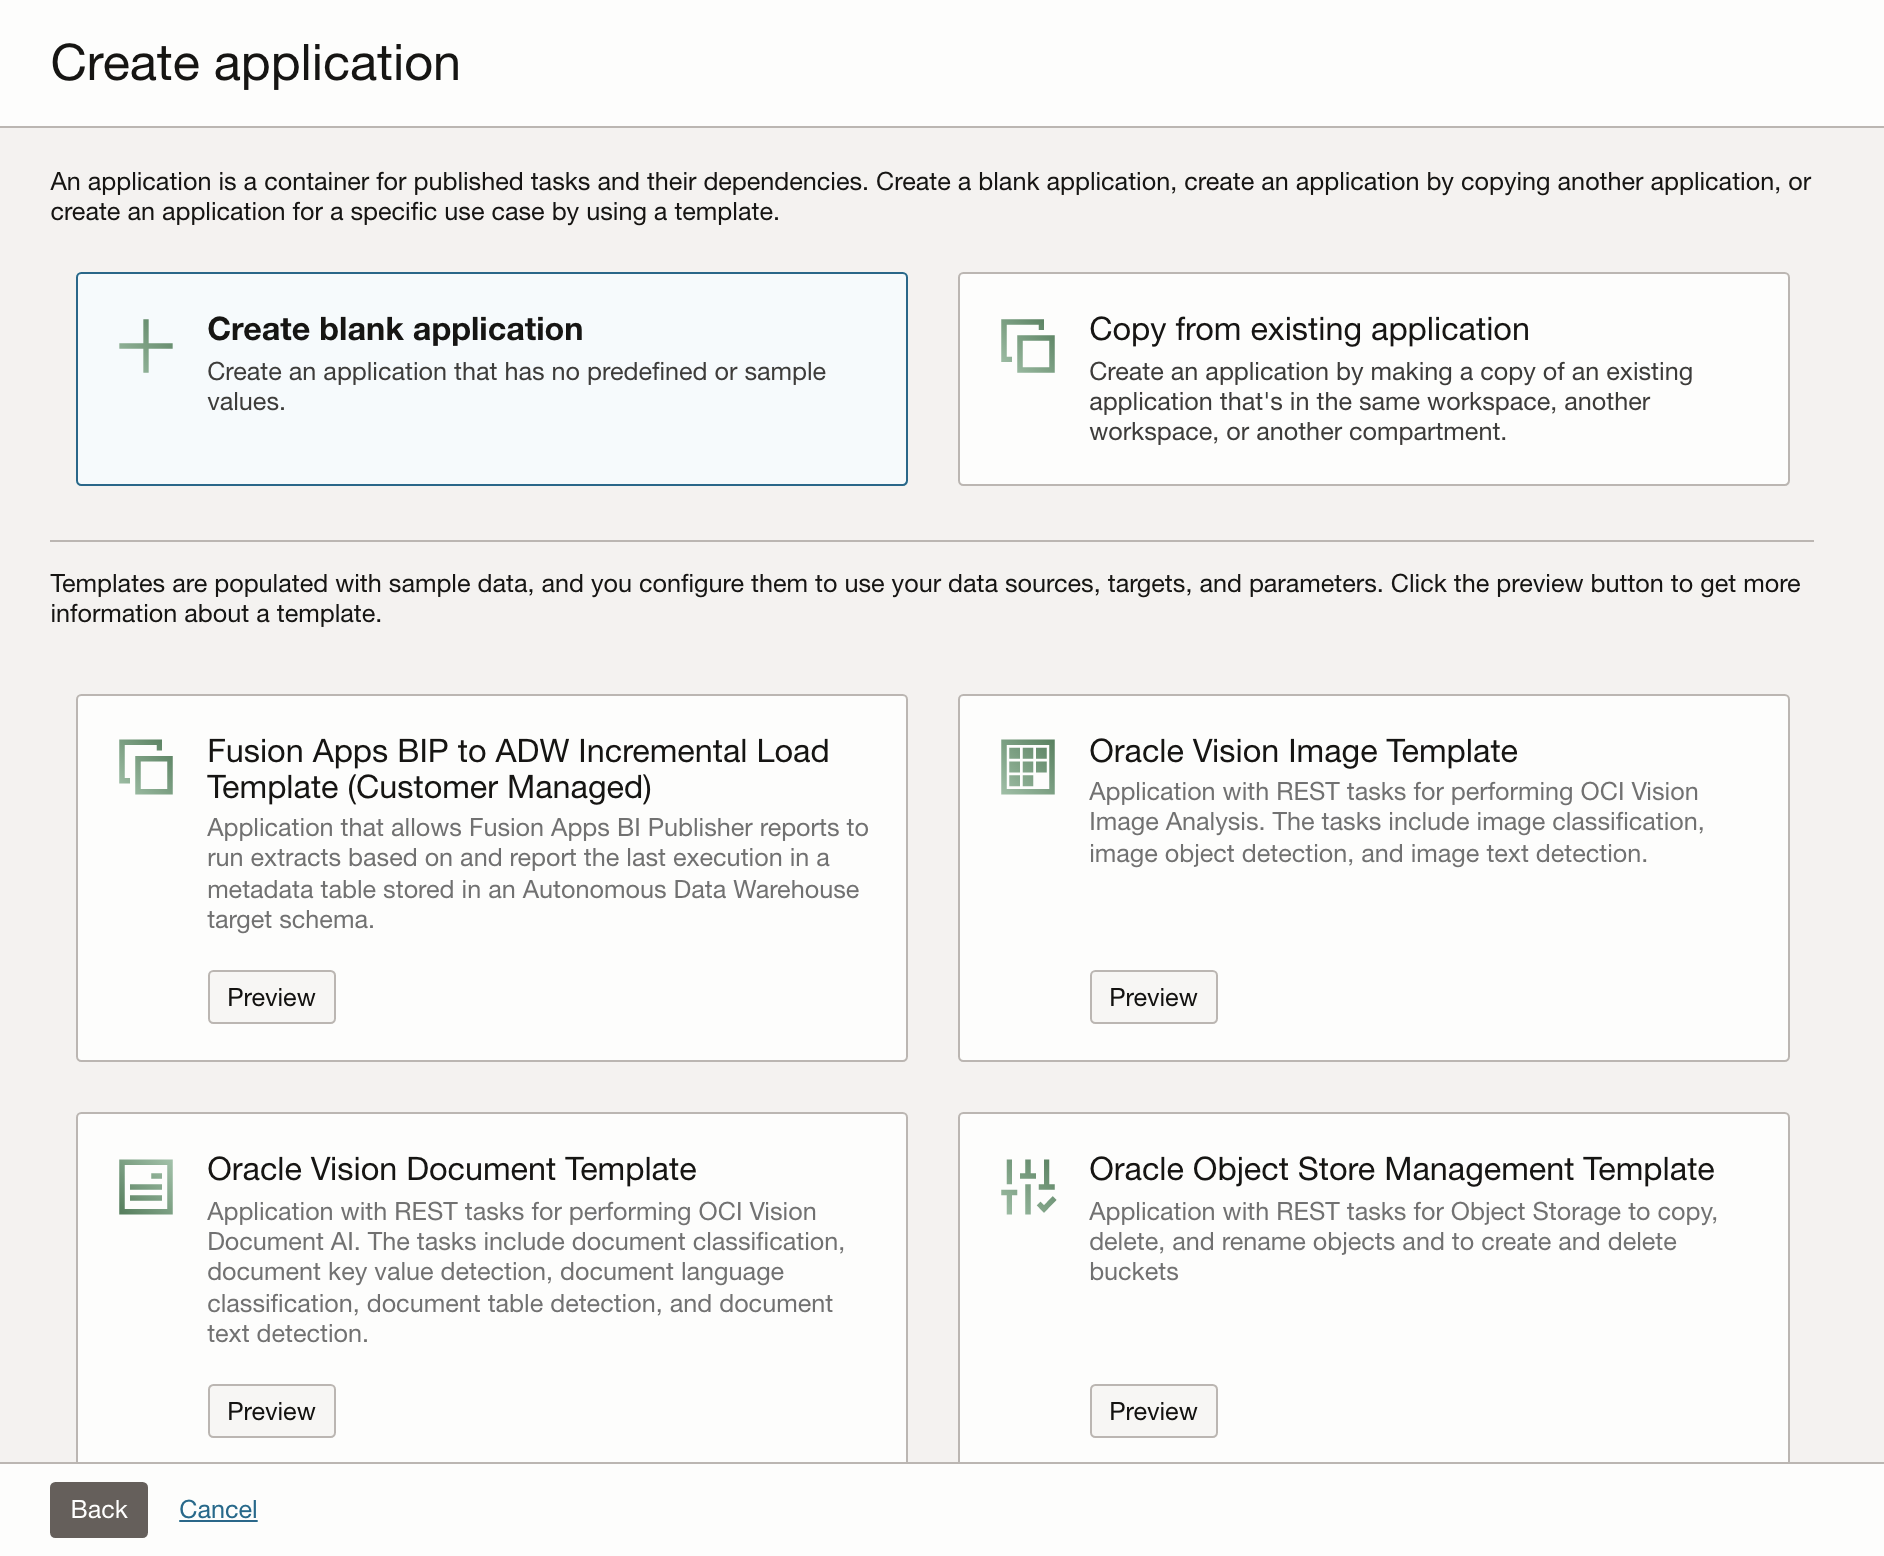 Create application
An application is a container for published tasks and their dependencies. Create a blank application, create an application by copying another application, or
create an application for a specific use case by using a template.
Create blank application
Create an application that has no predefined or sample
values.
Copy from existing application
Create an application by making a copy of an existing
application that's in the same workspace, another
workspace, or another compartment.
Templates are populated with sample data, and you configure them to use your data sources, targets, and parameters. Click the preview button to get more
information about a template.
Fusion Apps BIP to ADW Incremental Load
Template (Customer Managed)
Application that allows Fusion Apps BI Publisher reports to
run extracts based on and report the last execution in a
metadata table stored in an Autonomous Data Warehouse
target schema.
Preview
Oracle Vision Image Template
Application with REST tasks for performing OCI Vision
Image Analysis. The tasks include image classification,
image object detection, and image text detection.
Preview
Oracle Vision Document Template
Application with REST tasks for performing OCI Vision
Document AI. The tasks include document classification,
document key value detection, document language
classification, document table detection, and document
text detection.
Preview
Oracle Object Store Management Template
Application with REST tasks for Object Storage to copy,
delete, and rename objects and to create and delete
buckets
Preview
Back
Cancel